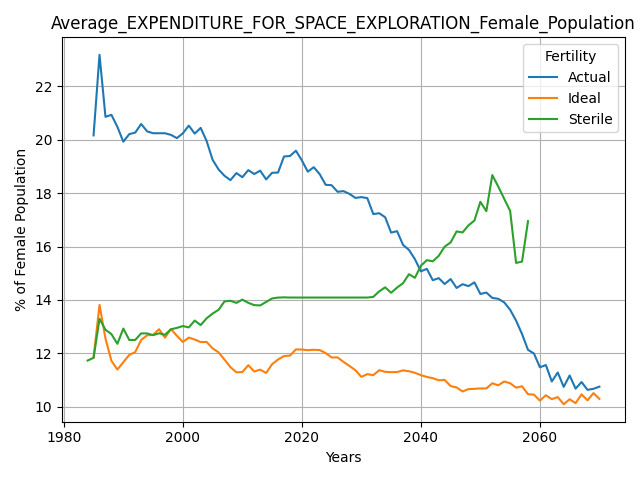 Average_EXPENDITURE_FOR_SPACE_EXPLORATION_Female_Population
Fertility
Actual
Ideal
Sterile
% of Female Population
22
20
18
16
14
12
10
1980
2000
2020
2040
2060
Years